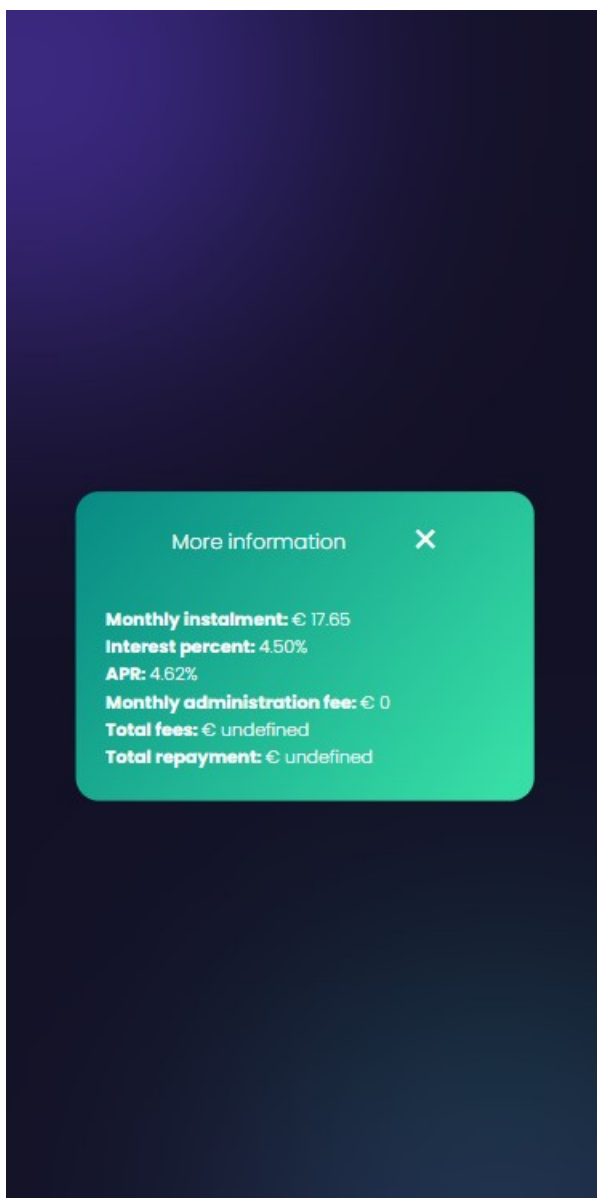 More information
Monthly instalment: € 17.65
Interest percent: 4.50%
APR: 4.62%
Monthly administration fee: € 0
Total fees: € undefined
Total repayment: € undefined